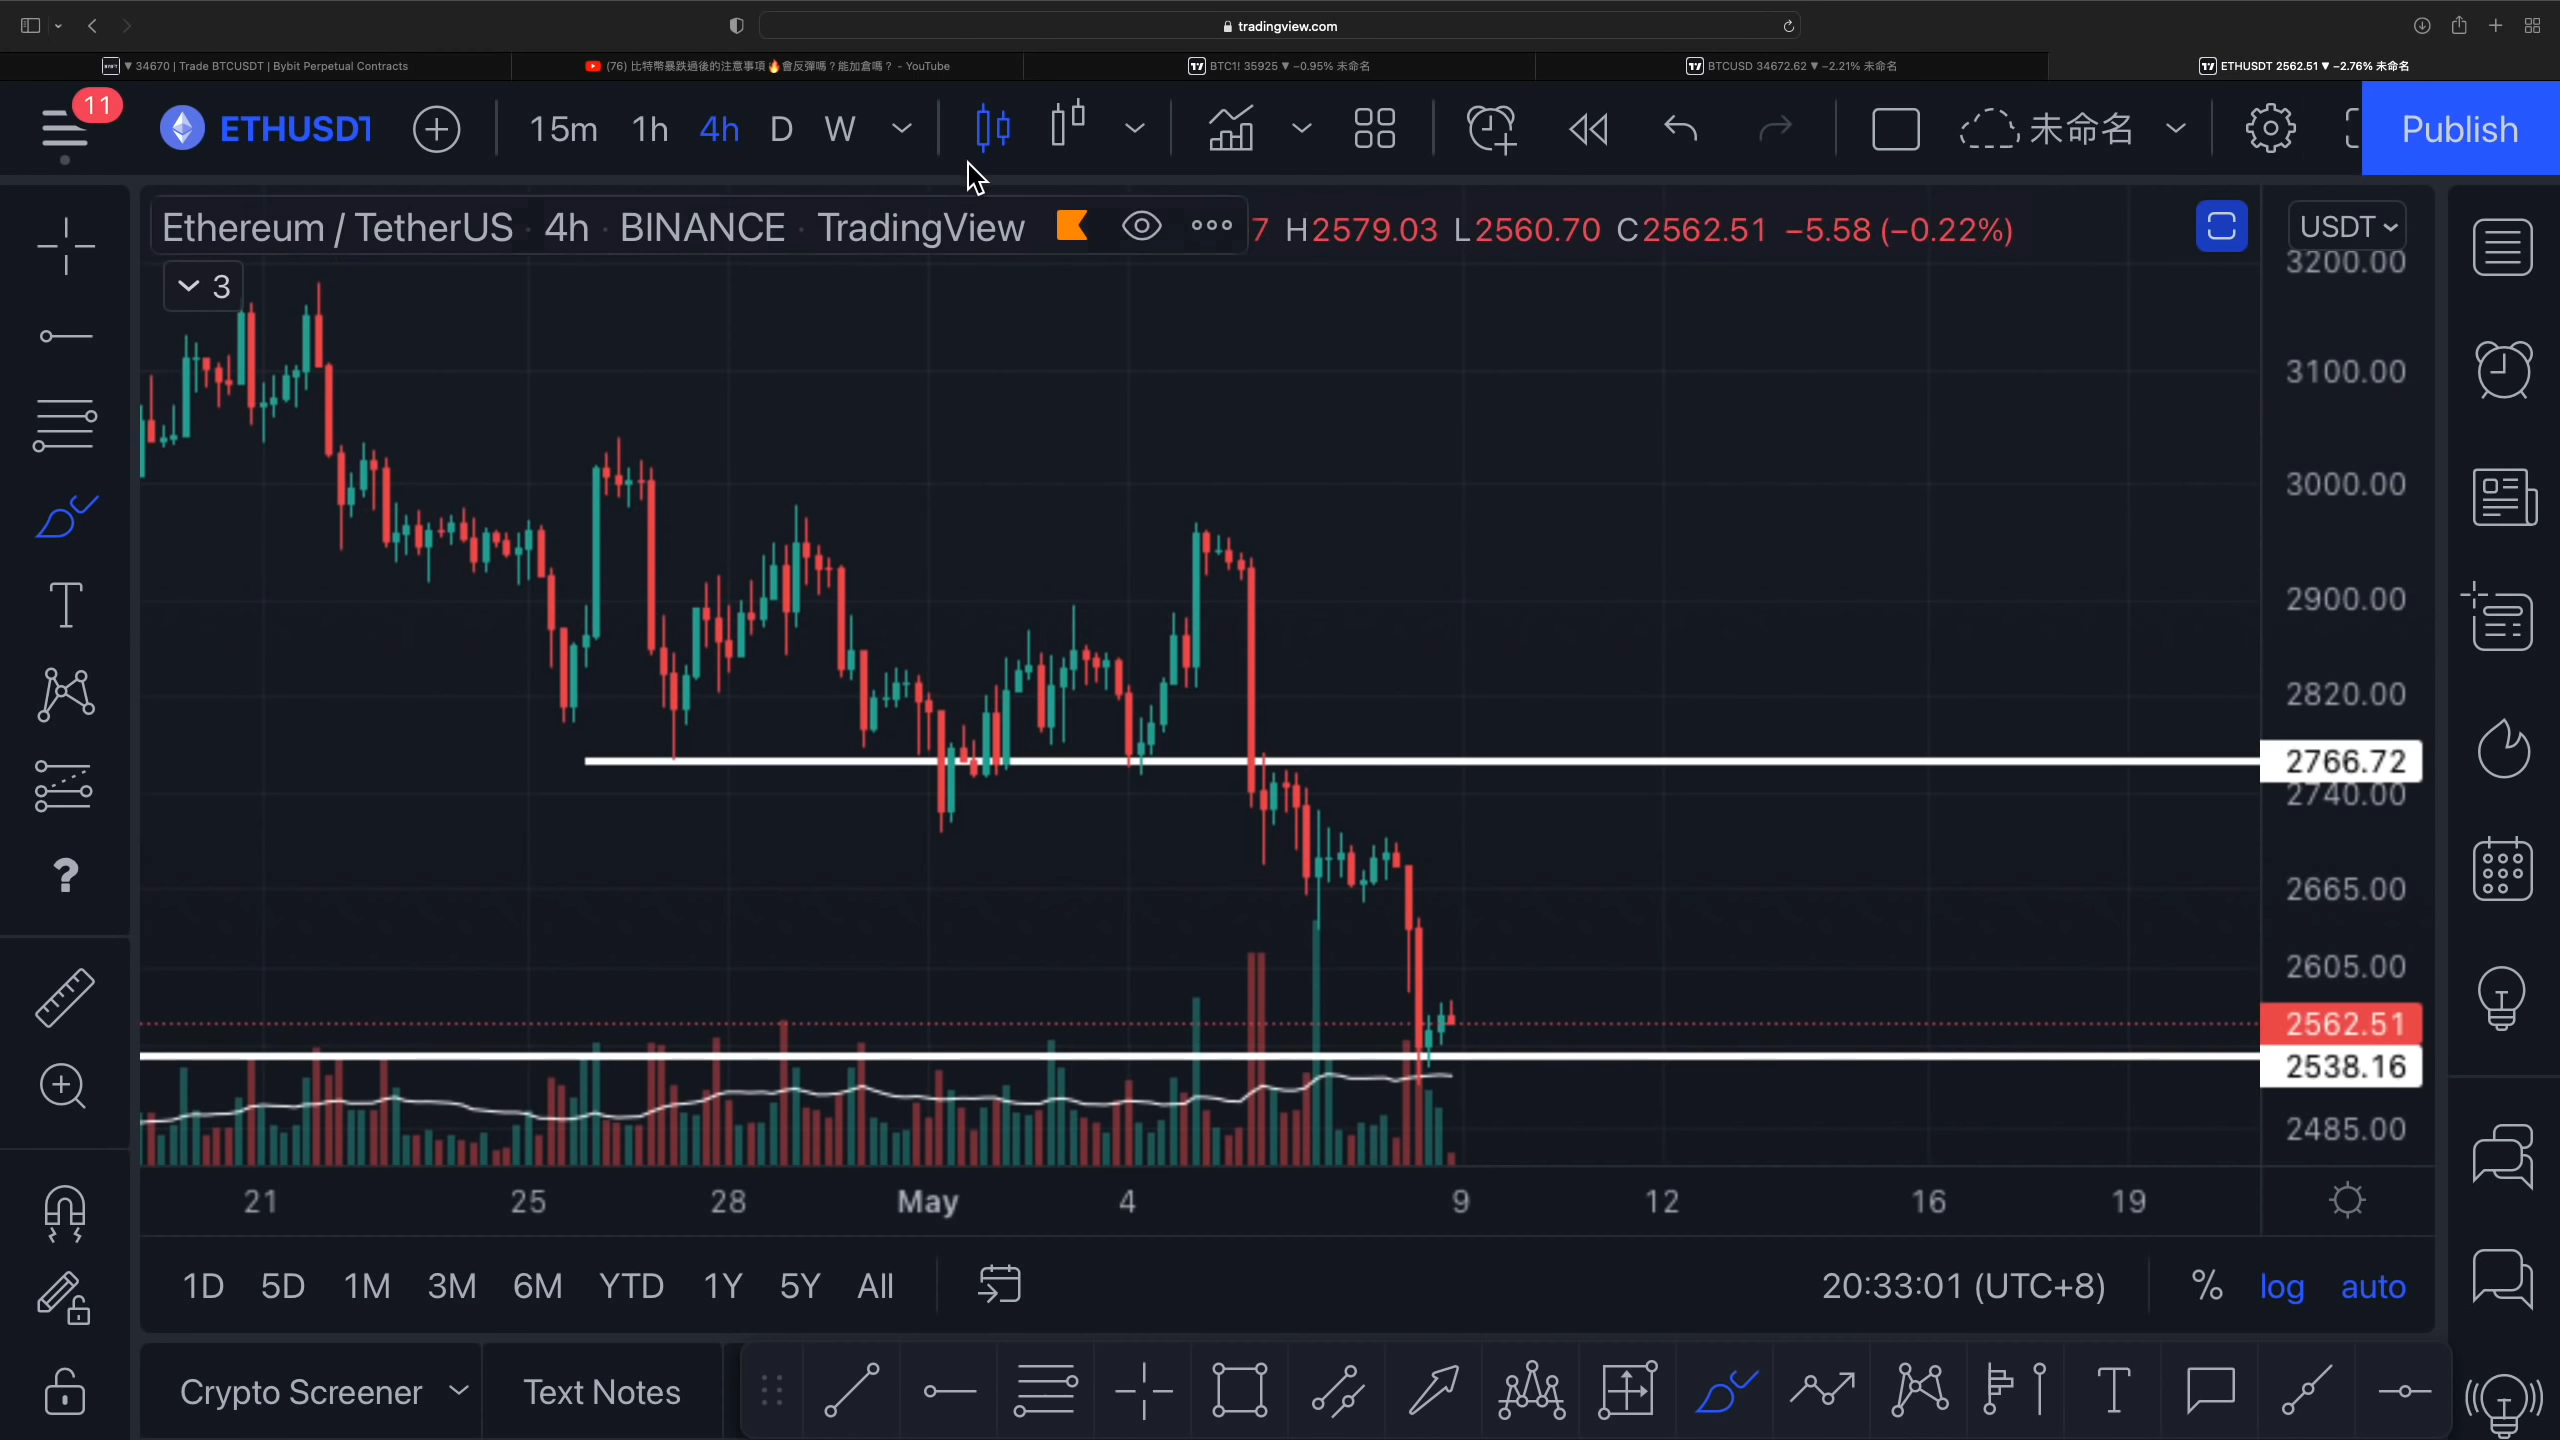 tradingview.com
▼ 34670 | Trade BTCUSDT | Bybit Perpetual Contracts
(76) 比特幣暴跌過後的注意事項🔥會反彈嗎？能加倉嗎？ - YouTube
BTC1! 35925 ▼ −0.95% 未命名
BTCUSD 34672.62 ▼ −2.21% 未命名
ETHUSDT 2562.51 ▼ −2.76% 未命名
11
ETHUSDT
15m 1h 4h D W
未命名
Publish
Ethereum / TetherUS · 4h · BINANCE · TradingView
7 H2579.03 L2560.70 C2562.51 −5.58 (−0.22%)
USDT
3
3200.00
3100.00
3000.00
2900.00
2820.00
2766.72
2740.00
2665.00
2605.00
2562.51
2538.16
2485.00
21 25 28 May 4 9 12 16 19
1D 5D 1M 3M 6M YTD 1Y 5Y All
20:33:01 (UTC+8)
% log auto
Crypto Screener
Text Notes